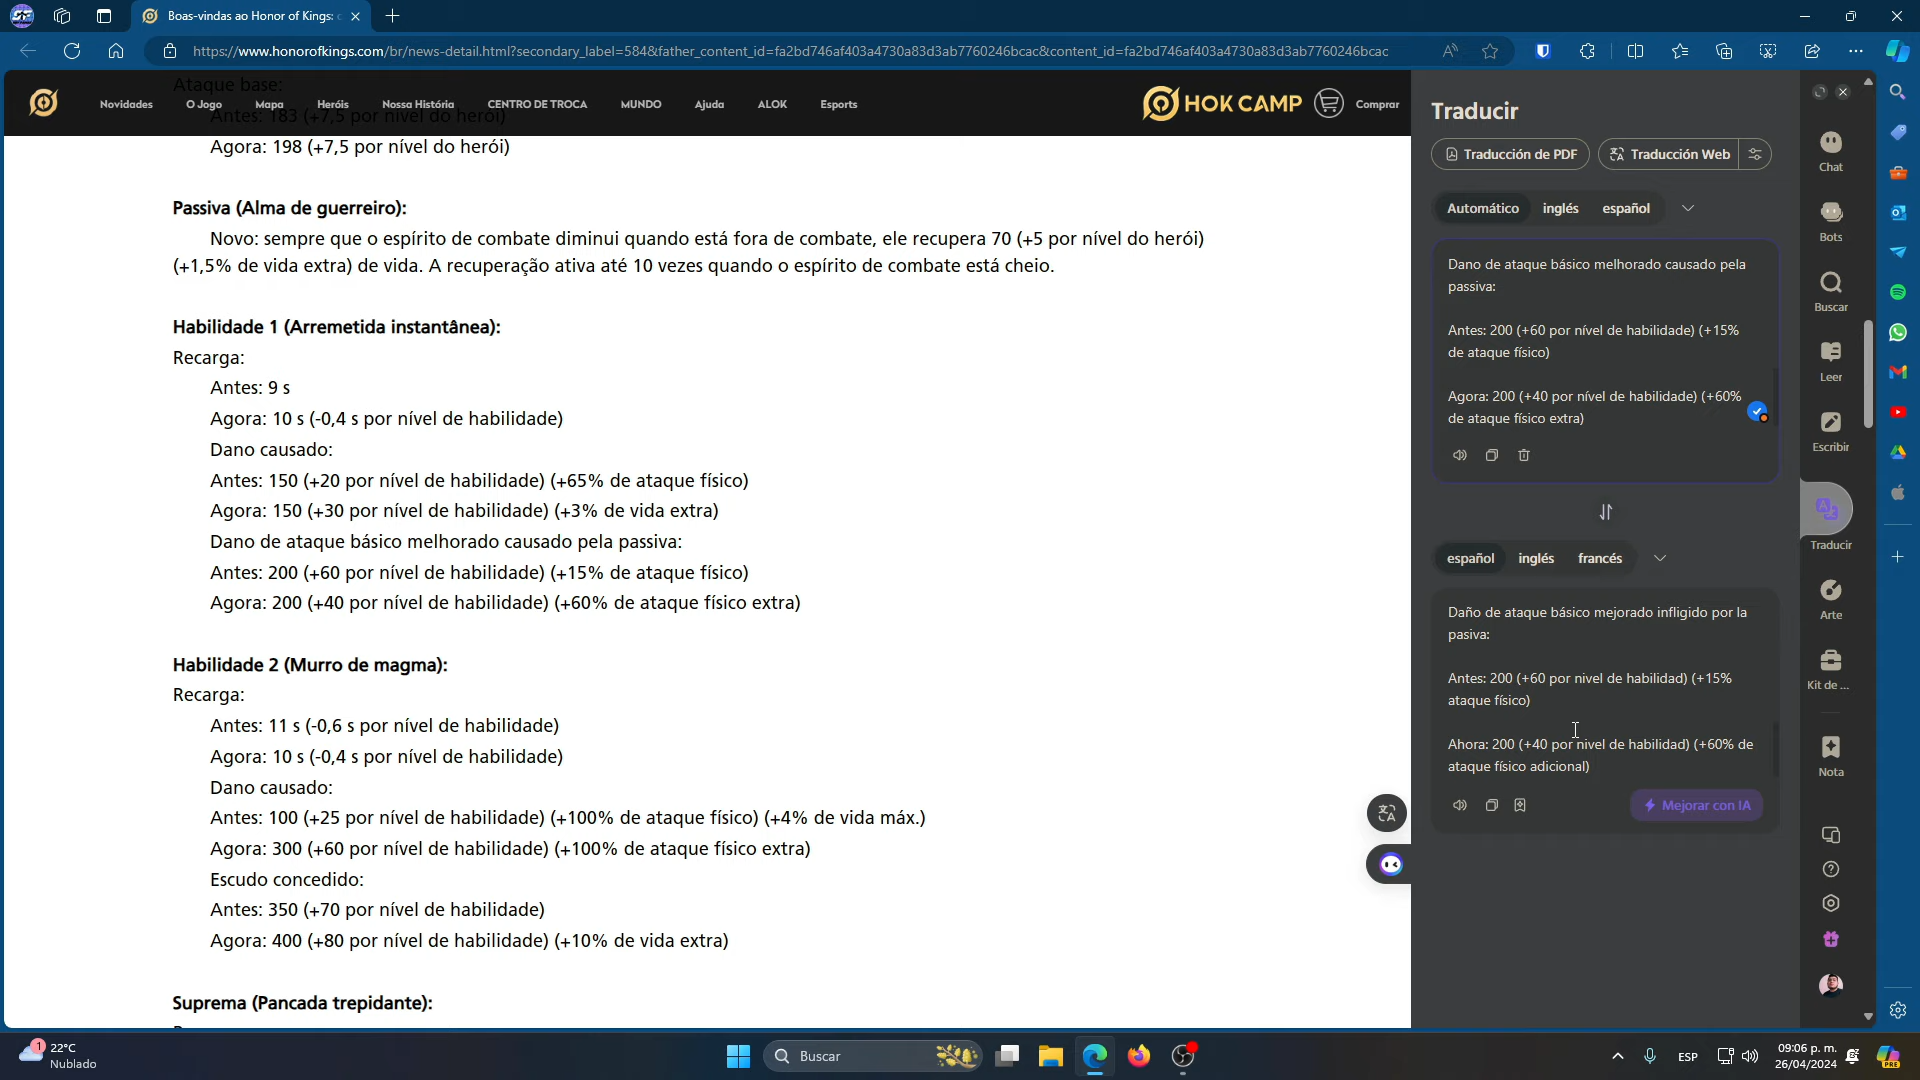 Boas-vindas ao Honor of Kings: c
https://www.honorofkings.com/br/news-detail.html?secondary_label=584&father_content_id=fa2bd746af403a4730a83d3ab7760246bcac&content_id=fa2bd746af403a4730a83d3ab7760246bcac
Ataque base:
Novidades
O Jogo
Mapa
Heróis
Nossa História
CENTRO DE TROCA
MUNDO
Ajuda
ALOK
Esports
HOK CAMP
Comprar
Antes: 183 (+7,5 por nível do herói)
Agora: 198 (+7,5 por nível do herói)
Passiva (Alma de guerreiro):
Novo: sempre que o espírito de combate diminui quando está fora de combate, ele recupera 70 (+5 por nível do herói)
(+1,5% de vida extra) de vida. A recuperação ativa até 10 vezes quando o espírito de combate está cheio.
Habilidade 1 (Arremetida instantânea):
Recarga:
Antes: 9 s
Agora: 10 s (-0,4 s por nível de habilidade)
Dano causado:
Antes: 150 (+20 por nível de habilidade) (+65% de ataque físico)
Agora: 150 (+30 por nível de habilidade) (+3% de vida extra)
Dano de ataque básico melhorado causado pela passiva:
Antes: 200 (+60 por nível de habilidade) (+15% de ataque físico)
Agora: 200 (+40 por nível de habilidade) (+60% de ataque físico extra)
Habilidade 2 (Murro de magma):
Recarga:
Antes: 11 s (-0,6 s por nível de habilidade)
Agora: 10 s (-0,4 s por nível de habilidade)
Dano causado:
Antes: 100 (+25 por nível de habilidade) (+100% de ataque físico) (+4% de vida máx.)
Agora: 300 (+60 por nível de habilidade) (+100% de ataque físico extra)
Escudo concedido:
Antes: 350 (+70 por nível de habilidade)
Agora: 400 (+80 por nível de habilidade) (+10% de vida extra)
Suprema (Pancada trepidante):
Traducir
Traducción de PDF
Traducción Web
Automático
inglés
español
Dano de ataque básico melhorado causado pela
passiva:
Antes: 200 (+60 por nível de habilidade) (+15%
de ataque físico)
Agora: 200 (+40 por nível de habilidade) (+60%
de ataque físico extra)
español
inglés
francés
Daño de ataque básico mejorado infligido por la
pasiva:
Antes: 200 (+60 por nivel de habilidad) (+15%
ataque físico)
Ahora: 200 (+40 por nivel de habilidad) (+60% de
ataque físico adicional)
Mejorar con IA
Chat
Bots
Buscar
Leer
Escribir
Traducir
Arte
Kit de ...
Nota
1
22°C
Nublado
Buscar
ESP
09:06 p. m.
26/04/2024
PRE